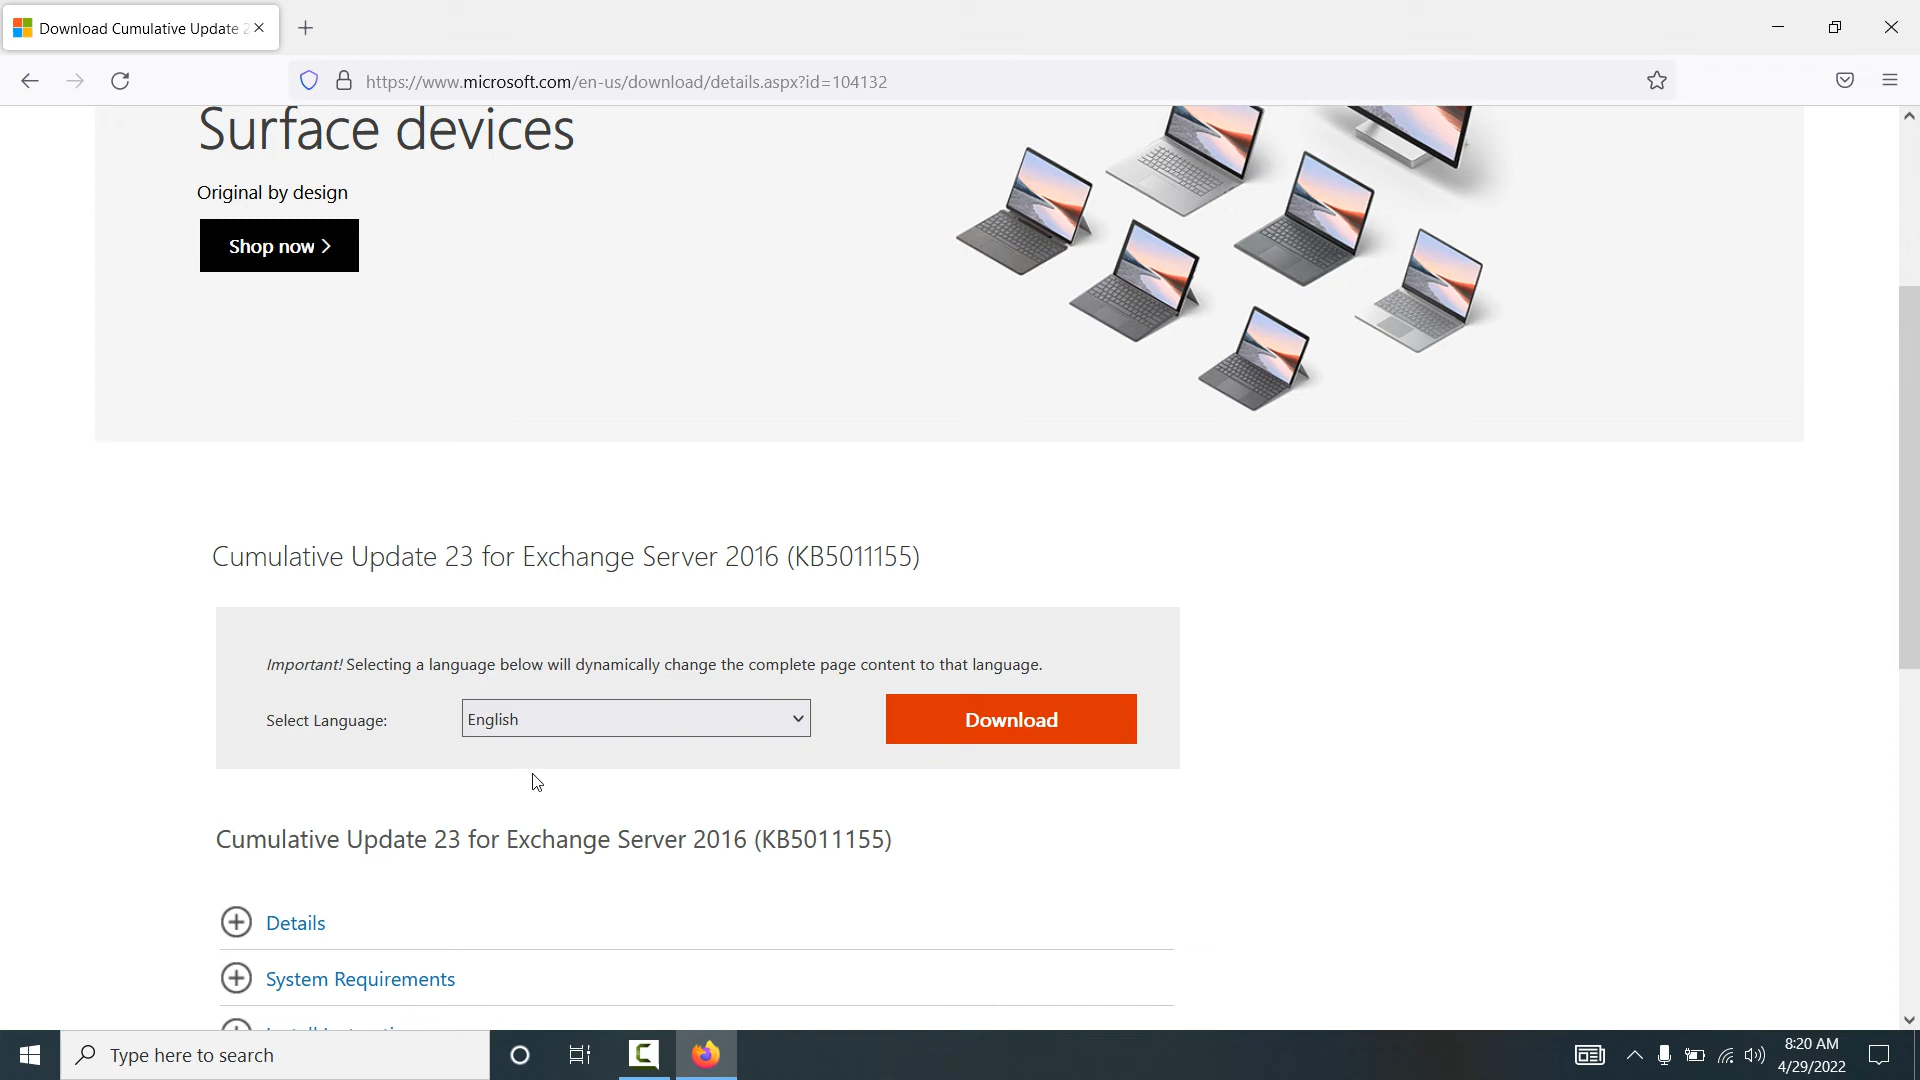 Download Cumulative Update 2
https://www.microsoft.com/en-us/download/details.aspx?id=104132
Surface devices
Original by design
Shop now
Cumulative Update 23 for Exchange Server 2016 (KB5011155)
Important! Selecting a language below will dynamically change the complete page content to that language.
Select Language:
English
Download
Cumulative Update 23 for Exchange Server 2016 (KB5011155)
Details
System Requirements
Type here to search
8:20 AM
4/29/2022